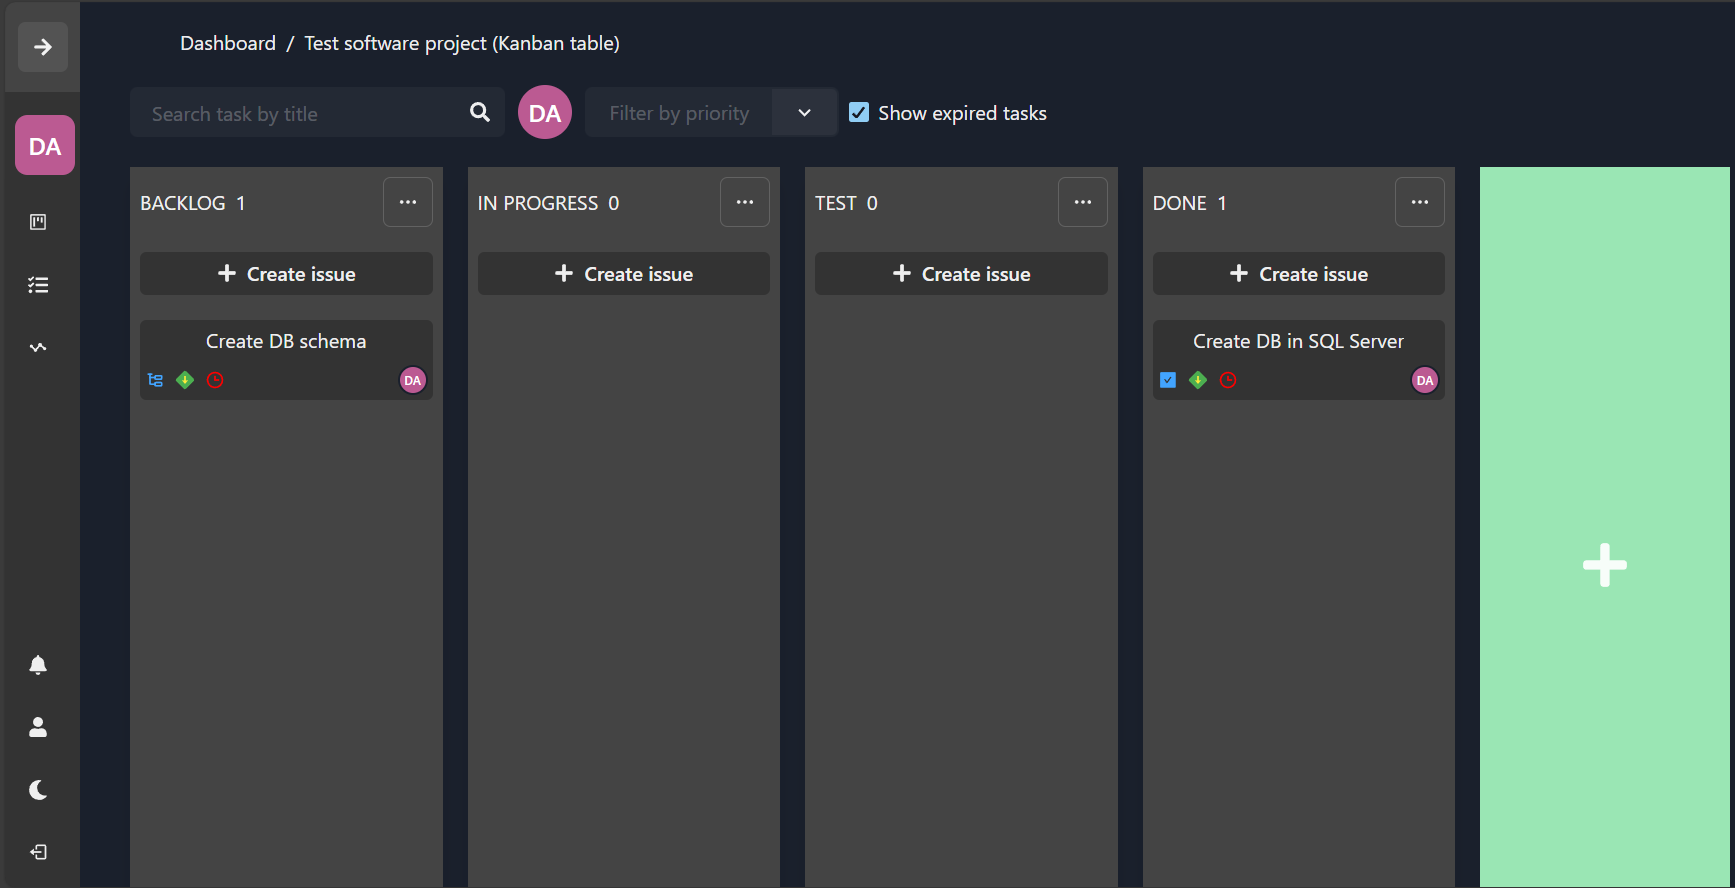 Dashboard / Test software project (Kanban table)
Search task by title
DA
Filter by priority
Show expired tasks
DA
BACKLOG 1
IN PROGRESS 0
TEST 0
DONE 1
Create issue
Create issue
Create issue
Create issue
Create DB schema
DA
Create DB in SQL Server
DA